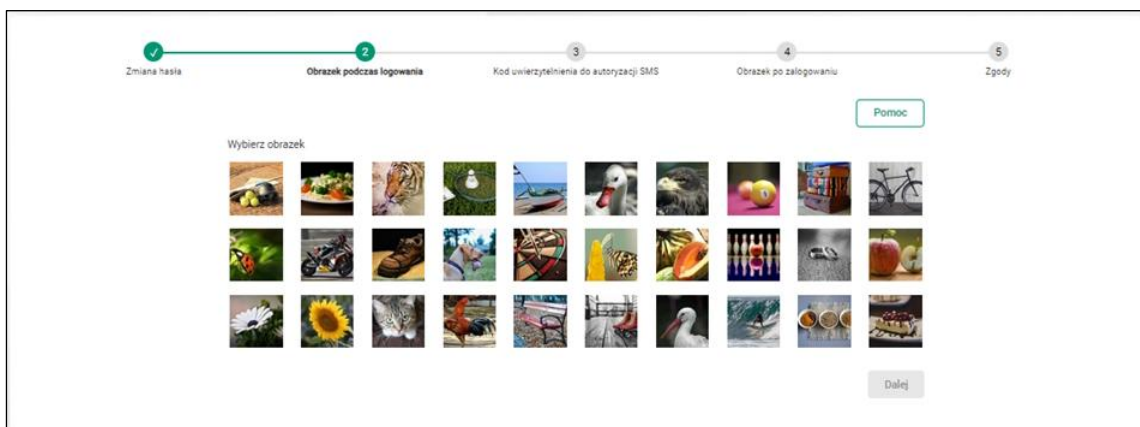 2 3 4 5
Zmiana hasła Obrazek podczas logowania Kod uwierzytelnienia do autoryzacji SMS Obrazek po zalogowaniu Zgody
Pomoc
Wybierz obrazek
Dalej